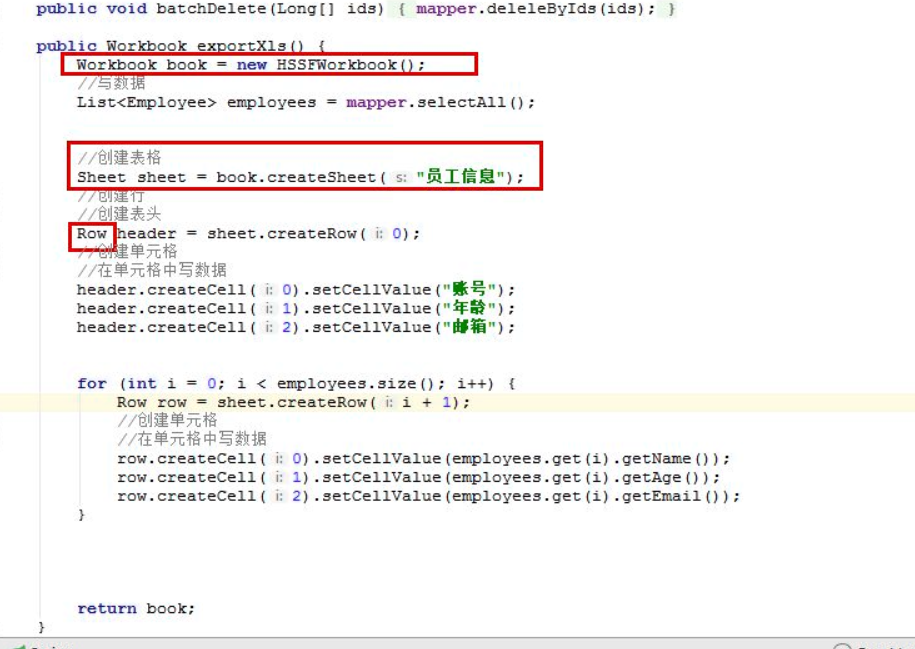 public void batchDelete(Long[] ids) { mapper.deleleByIds(ids); }
public Workbook exportXls() {
Workbook book = new HSSFWorkbook();
//写数据
List<Employee> employees = mapper.selectAll();
//创建表格
Sheet sheet = book.createSheet( s: "员工信息");
//创建行
//创建表头
Row header = sheet.createRow( i: 0);
//创建单元格
//在单元格中写数据
header.createCell( i: 0).setCellValue("账号");
header.createCell( i: 1).setCellValue("年龄");
header.createCell( i: 2).setCellValue("邮箱");
for (int i = 0; i < employees.size(); i++) {
Row row = sheet.createRow( i: i + 1);
//创建单元格
//在单元格中写数据
row.createCell( i: 0).setCellValue(employees.get(i).getName());
row.createCell( i: 1).setCellValue(employees.get(i).getAge());
row.createCell( i: 2).setCellValue(employees.get(i).getEmail());
}
return book;
}